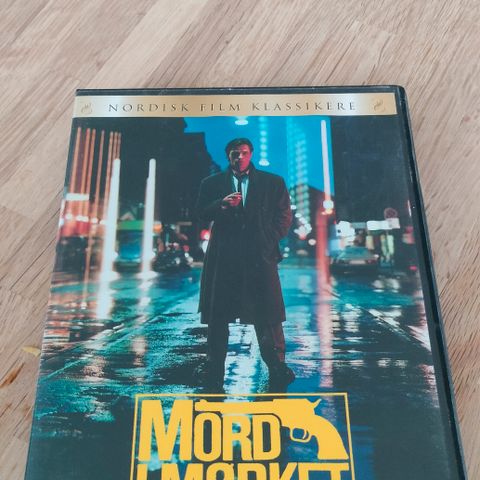 NORDISK FILM KLASSIKERE
MORD
I MØRKET